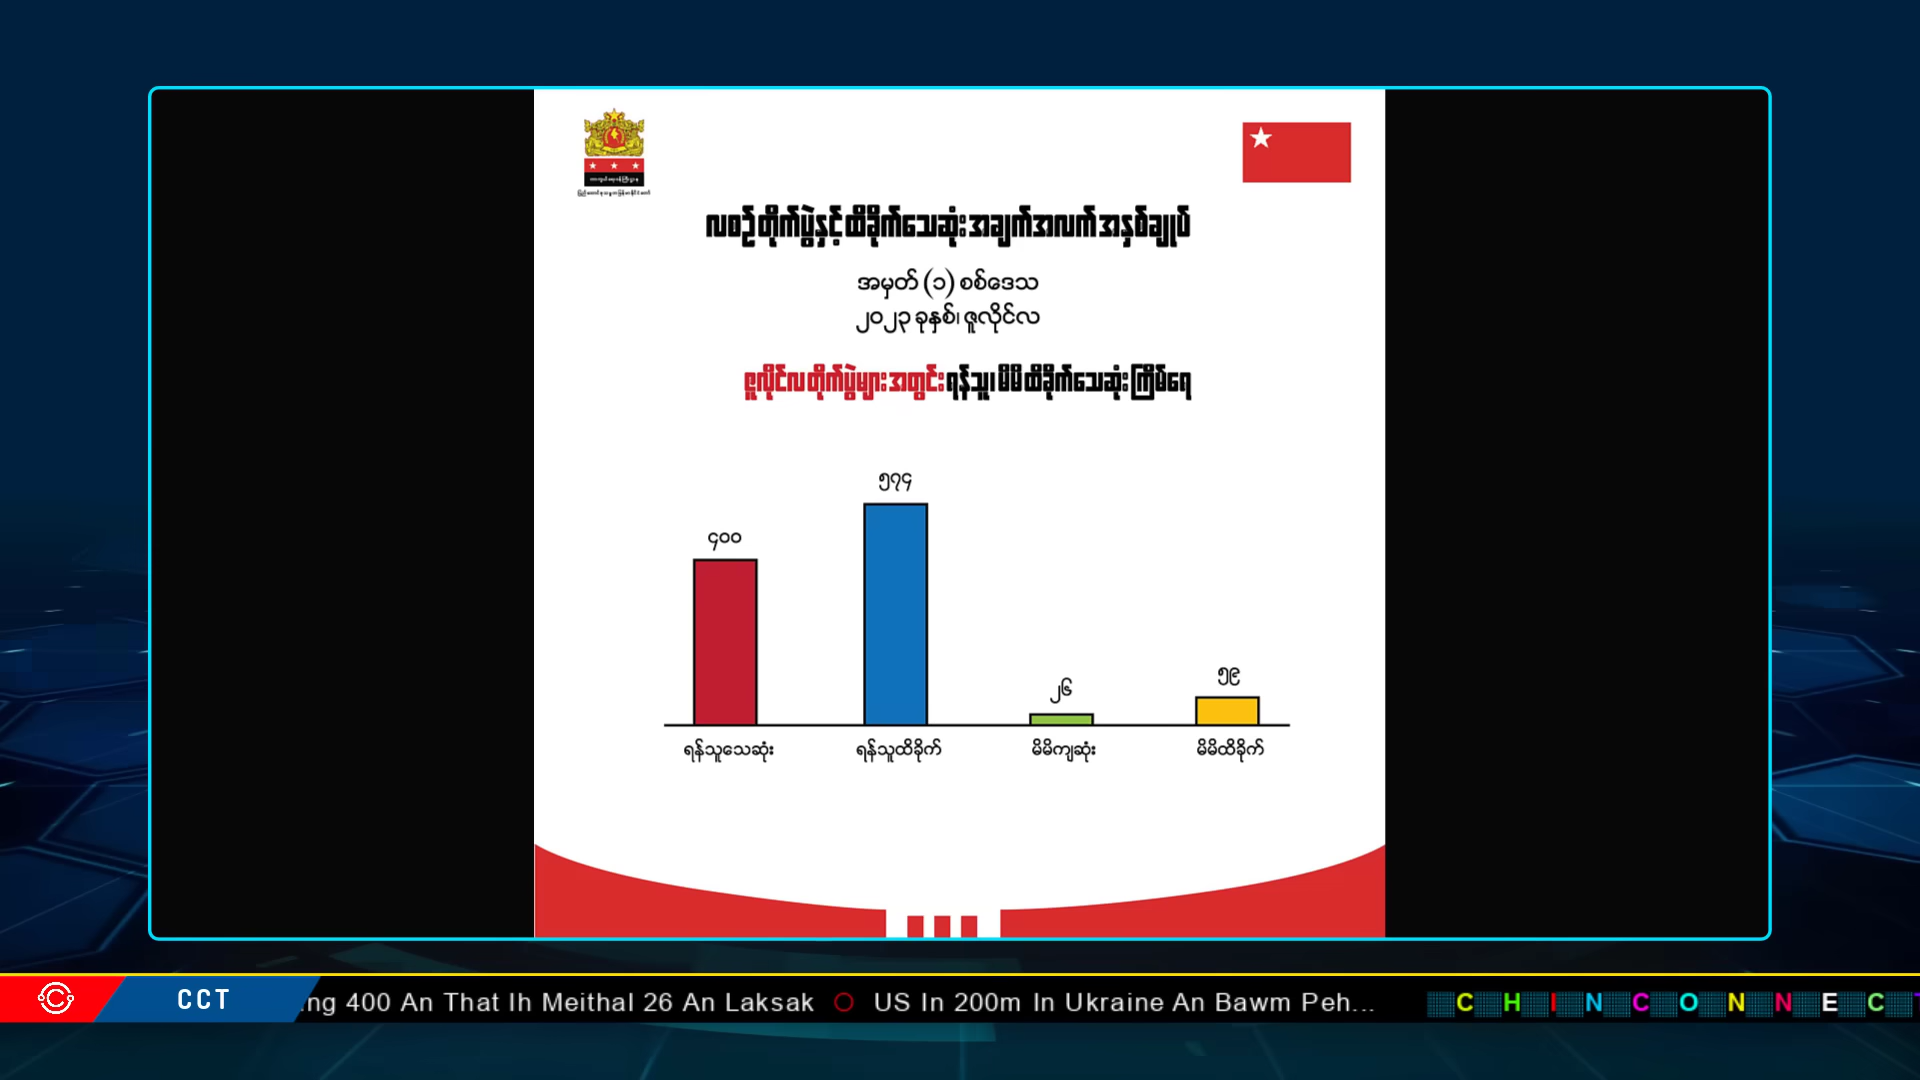 လစဉ်တိုက်ပွဲနှင့်ထိခိုက်သေဆုံးအချက်အလက်အနှစ်ချုပ်
အမှတ် (၁) စစ်ဒေသ
၂၀၂၃ ခုနှစ်၊ ဇူလိုင်လ
ဇူလိုင်လတိုက်ပွဲများအတွင်း ရန်သူ၊ မိမိ ထိခိုက်သေဆုံးကြိမ်ရေ
၅၇၄
၄၀၀
၂၆
၅၉
ရန်သူသေဆုံး
ရန်သူထိခိုက်
မိမိကျဆုံး
မိမိထိခိုက်
CCT
ing 400 An That Ih Meithal 26 An Laksak
US In 200m In Ukraine An Bawm Peh...
CHINCONNECT